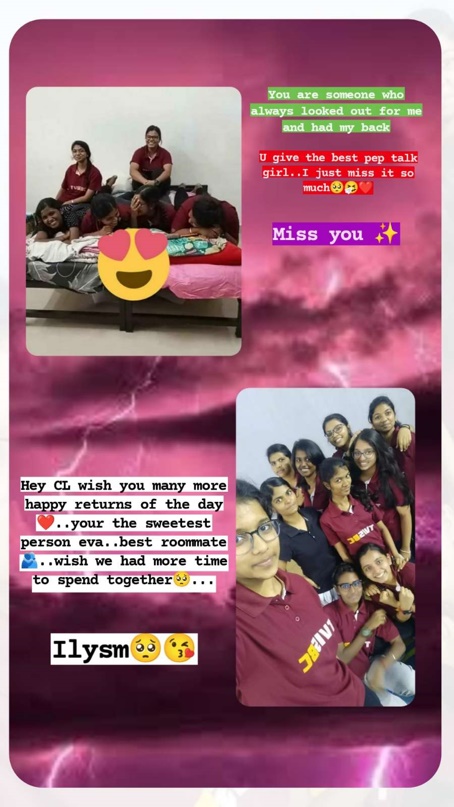 You are someone who
always looked out for me
and had my back
U give the best pep talk
girl..I just miss it so
much🥺🤧❤️
Miss you ✨
Hey CL wish you many more
happy returns of the day
❤️..your the sweetest
person eva..best roommate
🫂..wish we had more time
to spend together🥺...
Ilysm🥺😘